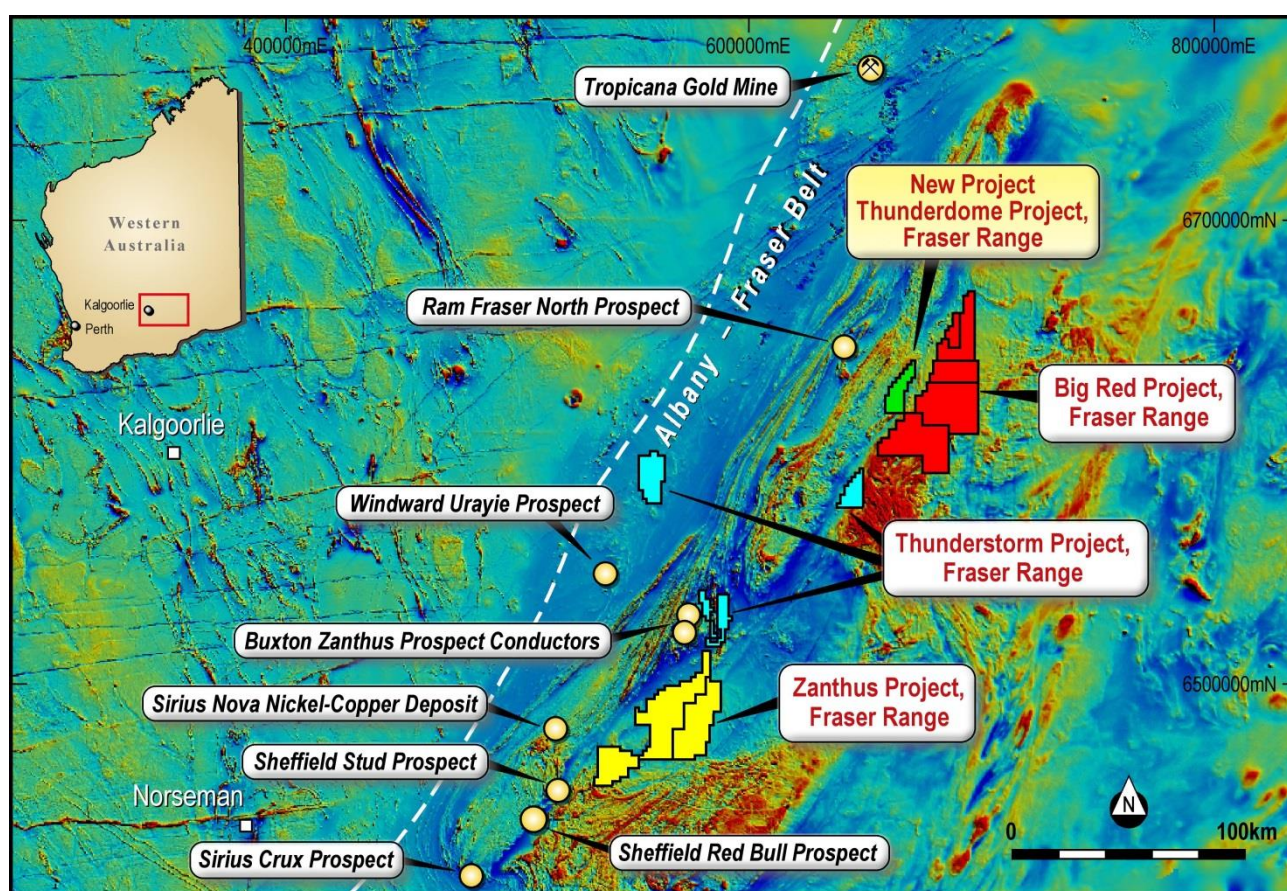 400000mE
600000mE
800000mE
Tropicana Gold Mine
Western
Australia
Kalgoorlie
Perth
New Project
Thunderdome Project,
Fraser Range
6700000mN
Albany - Fraser Belt
Ram Fraser North Prospect
Big Red Project,
Fraser Range
Kalgoorlie
Windward Urayie Prospect
Thunderstorm Project,
Fraser Range
Buxton Zanthus Prospect Conductors
Sirius Nova Nickel-Copper Deposit
Zanthus Project,
Fraser Range
6500000mN
Sheffield Stud Prospect
Norseman
N
0
100km
Sirius Crux Prospect
Sheffield Red Bull Prospect